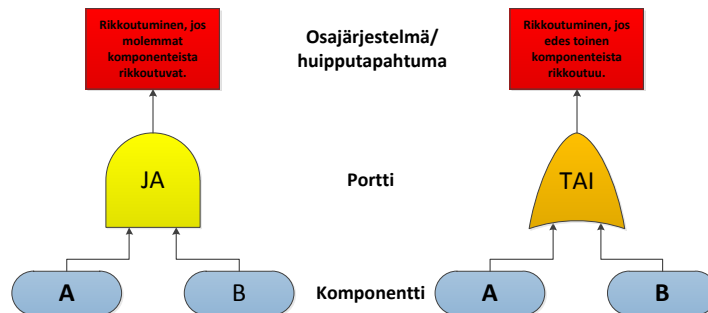 Rikkoutuminen, jos
molemmat
komponenteista
rikkoutuvat.
Osajärjestelmä/
huipputapahtuma
Rikkoutuminen, jos
edes toinen
komponenteista
rikkoutuu.
JA
Portti
TAI
A
B
Komponentti
A
B